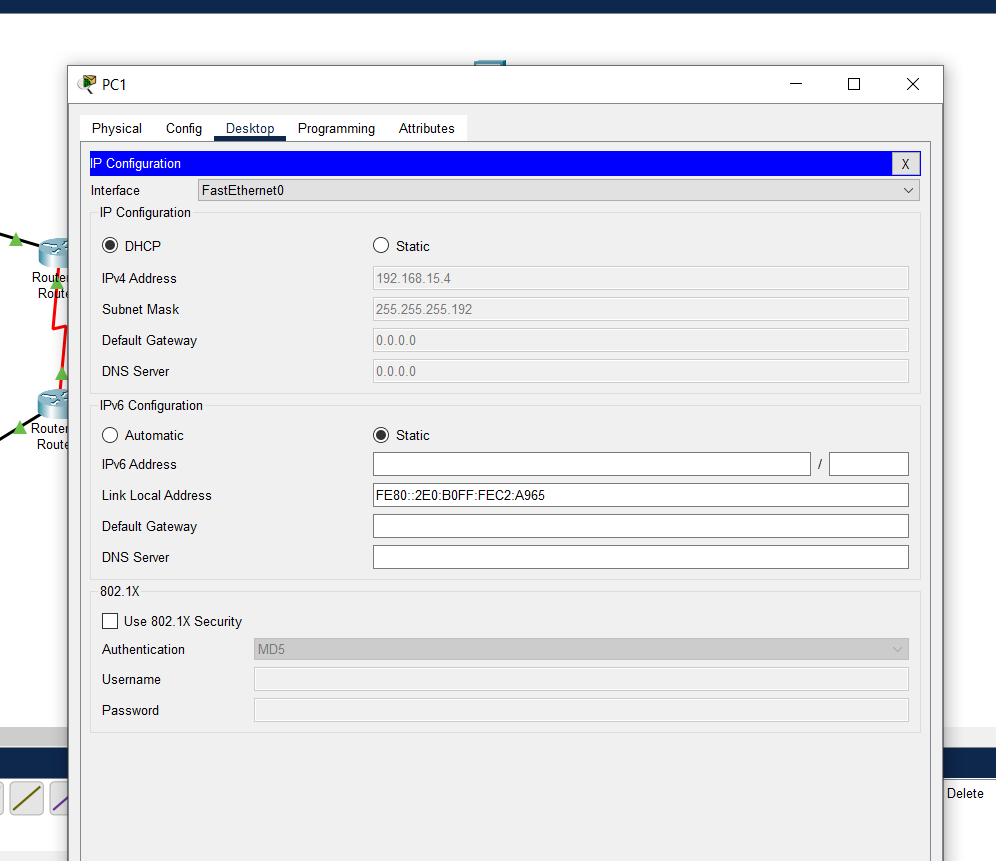 PC1
Physical Config Desktop Programming Attributes
IP Configuration X
Interface FastEthernet0
IP Configuration
DHCP Static
IPv4 Address 192.168.15.4
Subnet Mask 255.255.255.192
Default Gateway 0.0.0.0
DNS Server 0.0.0.0
IPv6 Configuration
Automatic Static
IPv6 Address /
Link Local Address FE80::2E0:B0FF:FEC2:A965
Default Gateway
DNS Server
802.1X
Use 802.1X Security
Authentication MD5
Username
Password
Router
Route
Router
Route
Delete